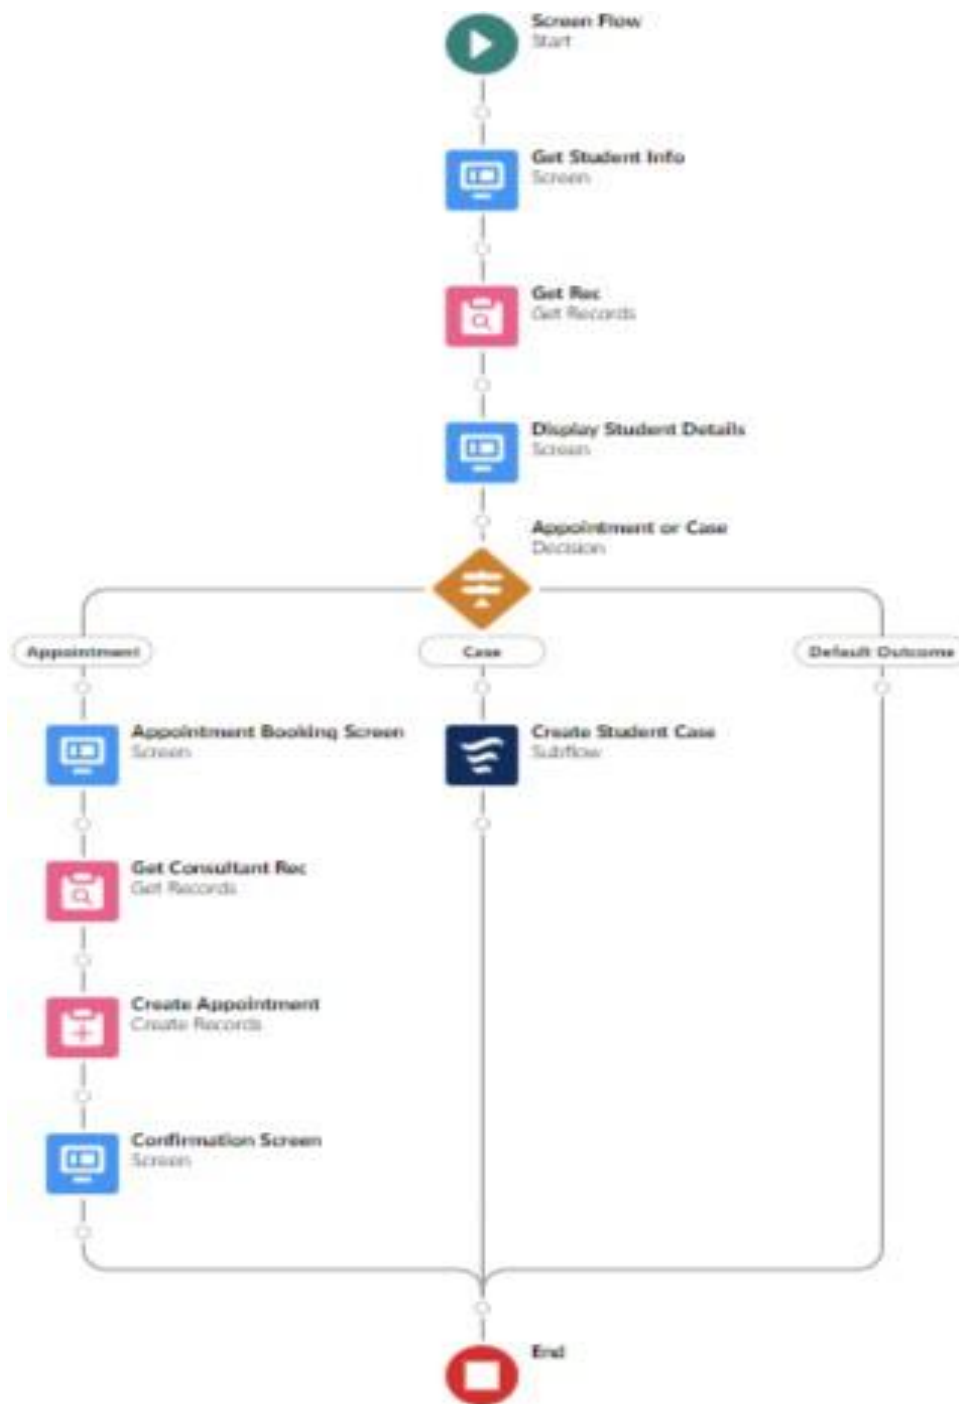 Screen Flow
Start
Get Student Info
Screen
Get Rec
Get Records
Display Student Details
Screen
Appointment or Case
Decision
Appointment
Case
Default Outcome
Appointment Booking Screen
Screen
Create Student Case
Subflow
Get Consultant Rec
Get Records
Create Appointment
Create Records
Confirmation Screen
Screen
End